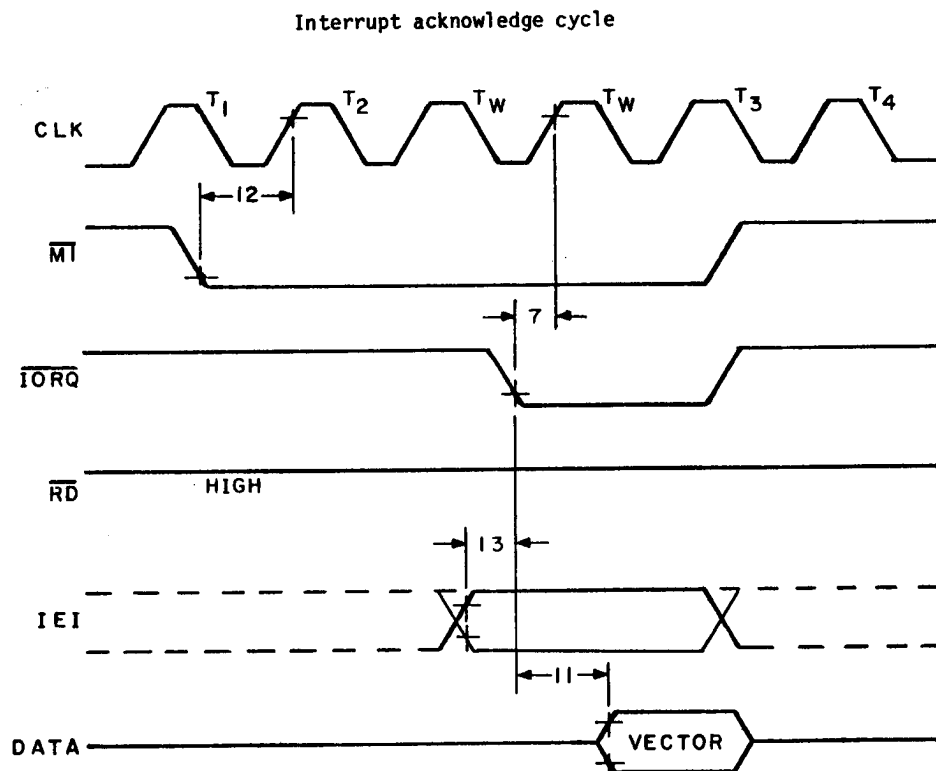 Interrupt acknowledge cycle
CLK T1 T2 TW TW T3 T4
12
M1
7
IORQ
RD HIGH
13
IEI
11
DATA VECTOR